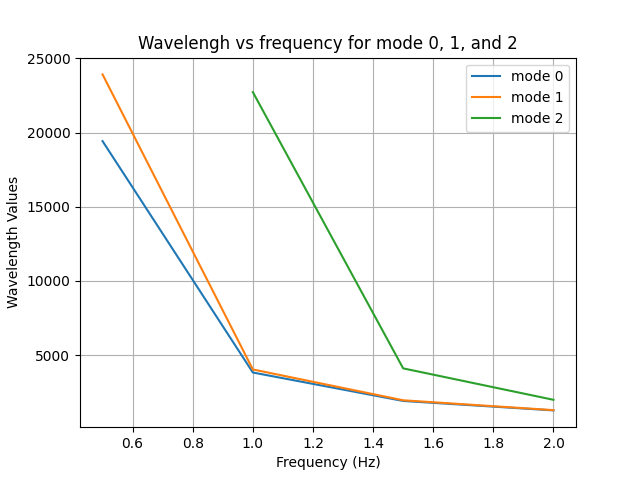 Wavelengh vs frequency for mode 0, 1, and 2
25000
20000
15000
10000
5000
Wavelength Values
mode 0
mode 1
mode 2
0.6 0.8 1.0 1.2 1.4 1.6 1.8 2.0
Frequency (Hz)